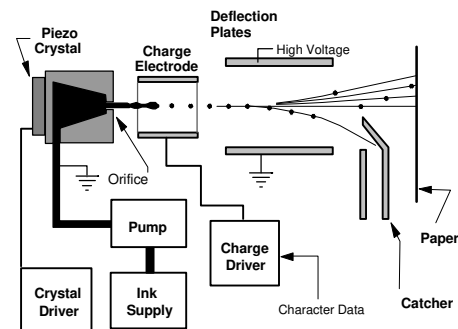 Piezo
Crystal
Charge
Electrode
Deflection
Plates
High Voltage
Orifice
Pump
Ink
Supply
Crystal
Driver
Charge
Driver
Character Data
Catcher
Paper